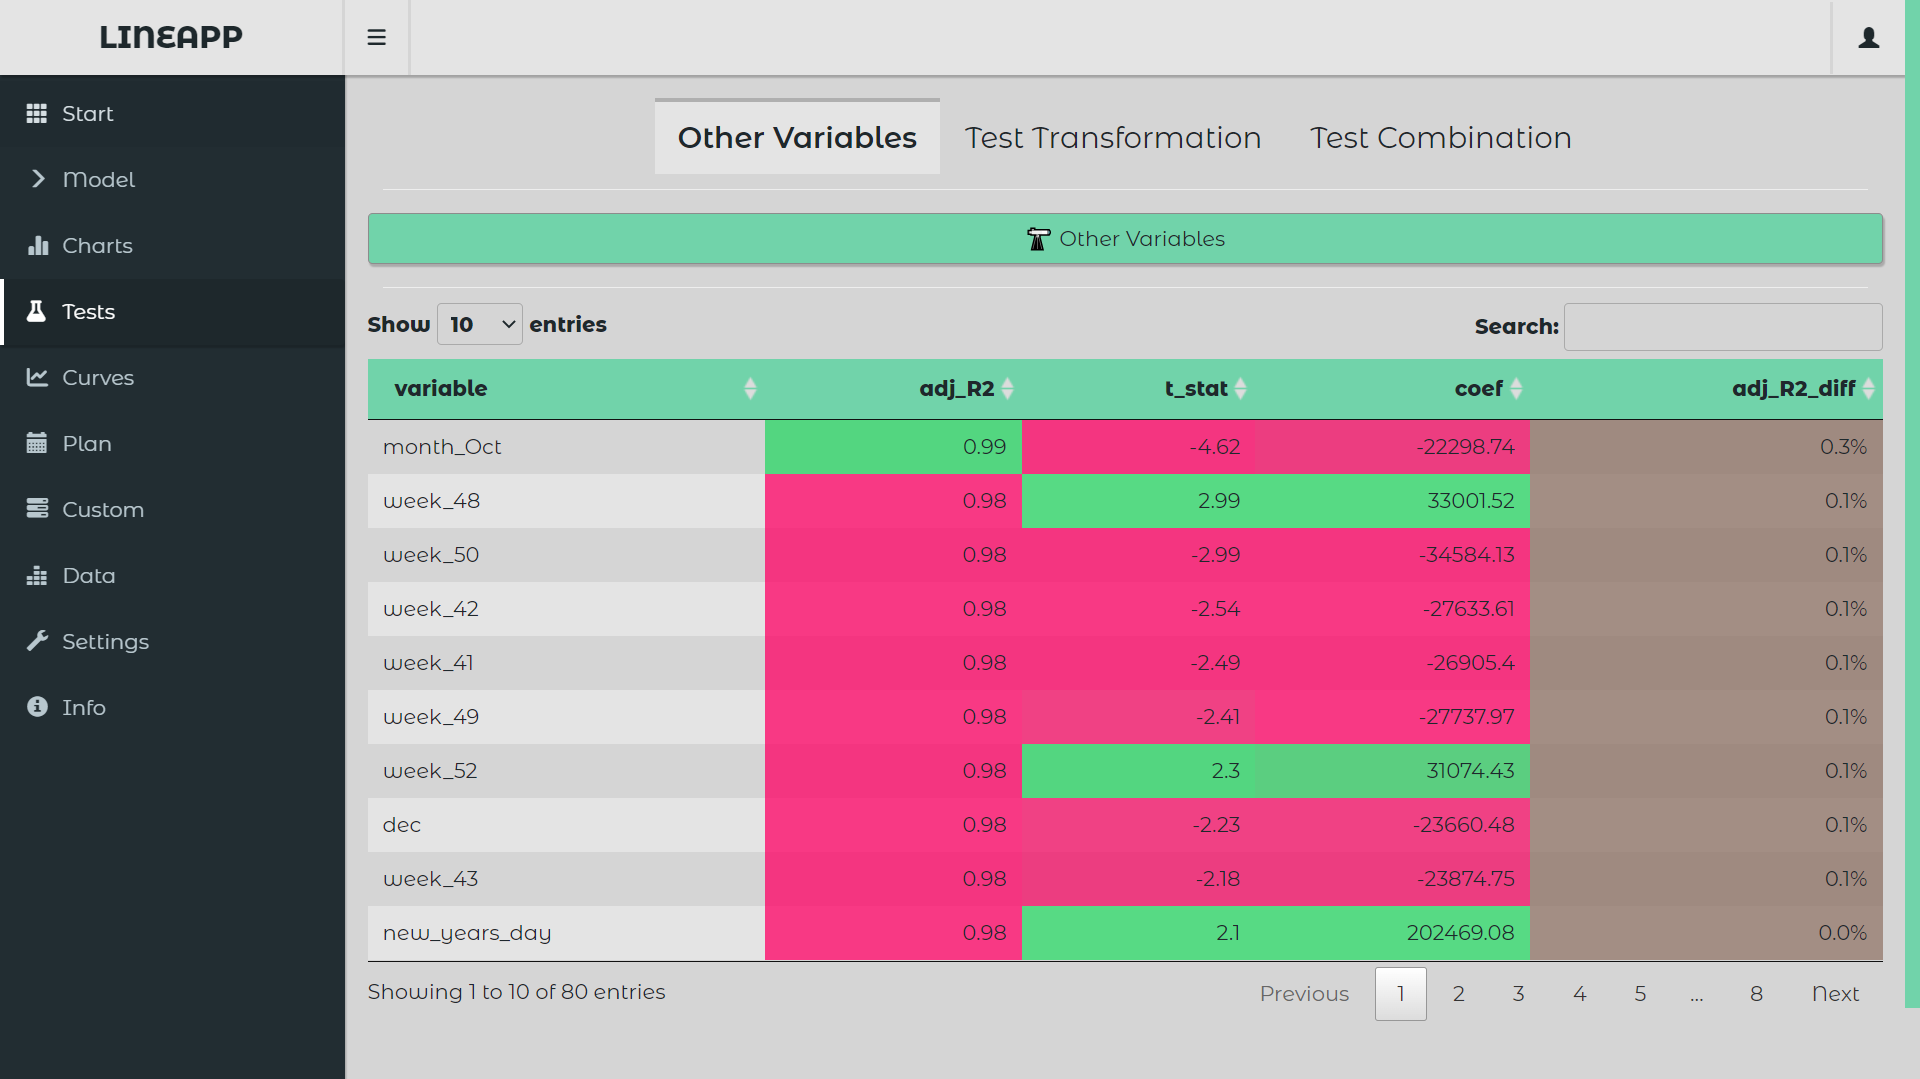 LINEAPP
Start
Model
Charts
Tests
Curves
Plan
Custom
Data
Settings
Info
Other Variables Test Transformation Test Combination
Other Variables
Show 10 entries Search:
variable adj_R2 t_stat coef adj_R2_diff
month_Oct 0.99 -4.62 -22298.74 0.3%
week_48 0.98 2.99 33001.52 0.1%
week_50 0.98 -2.99 -34584.13 0.1%
week_42 0.98 -2.54 -27633.61 0.1%
week_41 0.98 -2.49 -26905.4 0.1%
week_49 0.98 -2.41 -27737.97 0.1%
week_52 0.98 2.3 31074.43 0.1%
dec 0.98 -2.23 -23660.48 0.1%
week_43 0.98 -2.18 -23874.75 0.1%
new_years_day 0.98 2.1 202469.08 0.0%
Showing 1 to 10 of 80 entries Previous 1 2 3 4 5 ... 8 Next